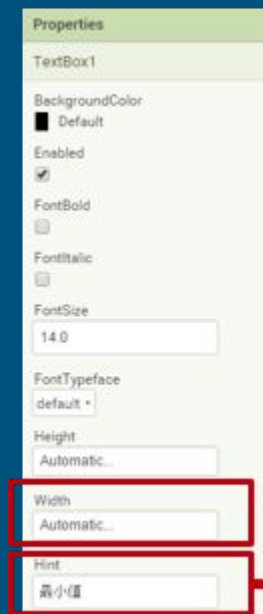 Properties
TextBox1
BackgroundColor
Default
Enabled
FontBold
FontItalic
FontSize
14.0
FontTypeface
default
Height
Automatic...
Width
Automatic...
Hint
最小值